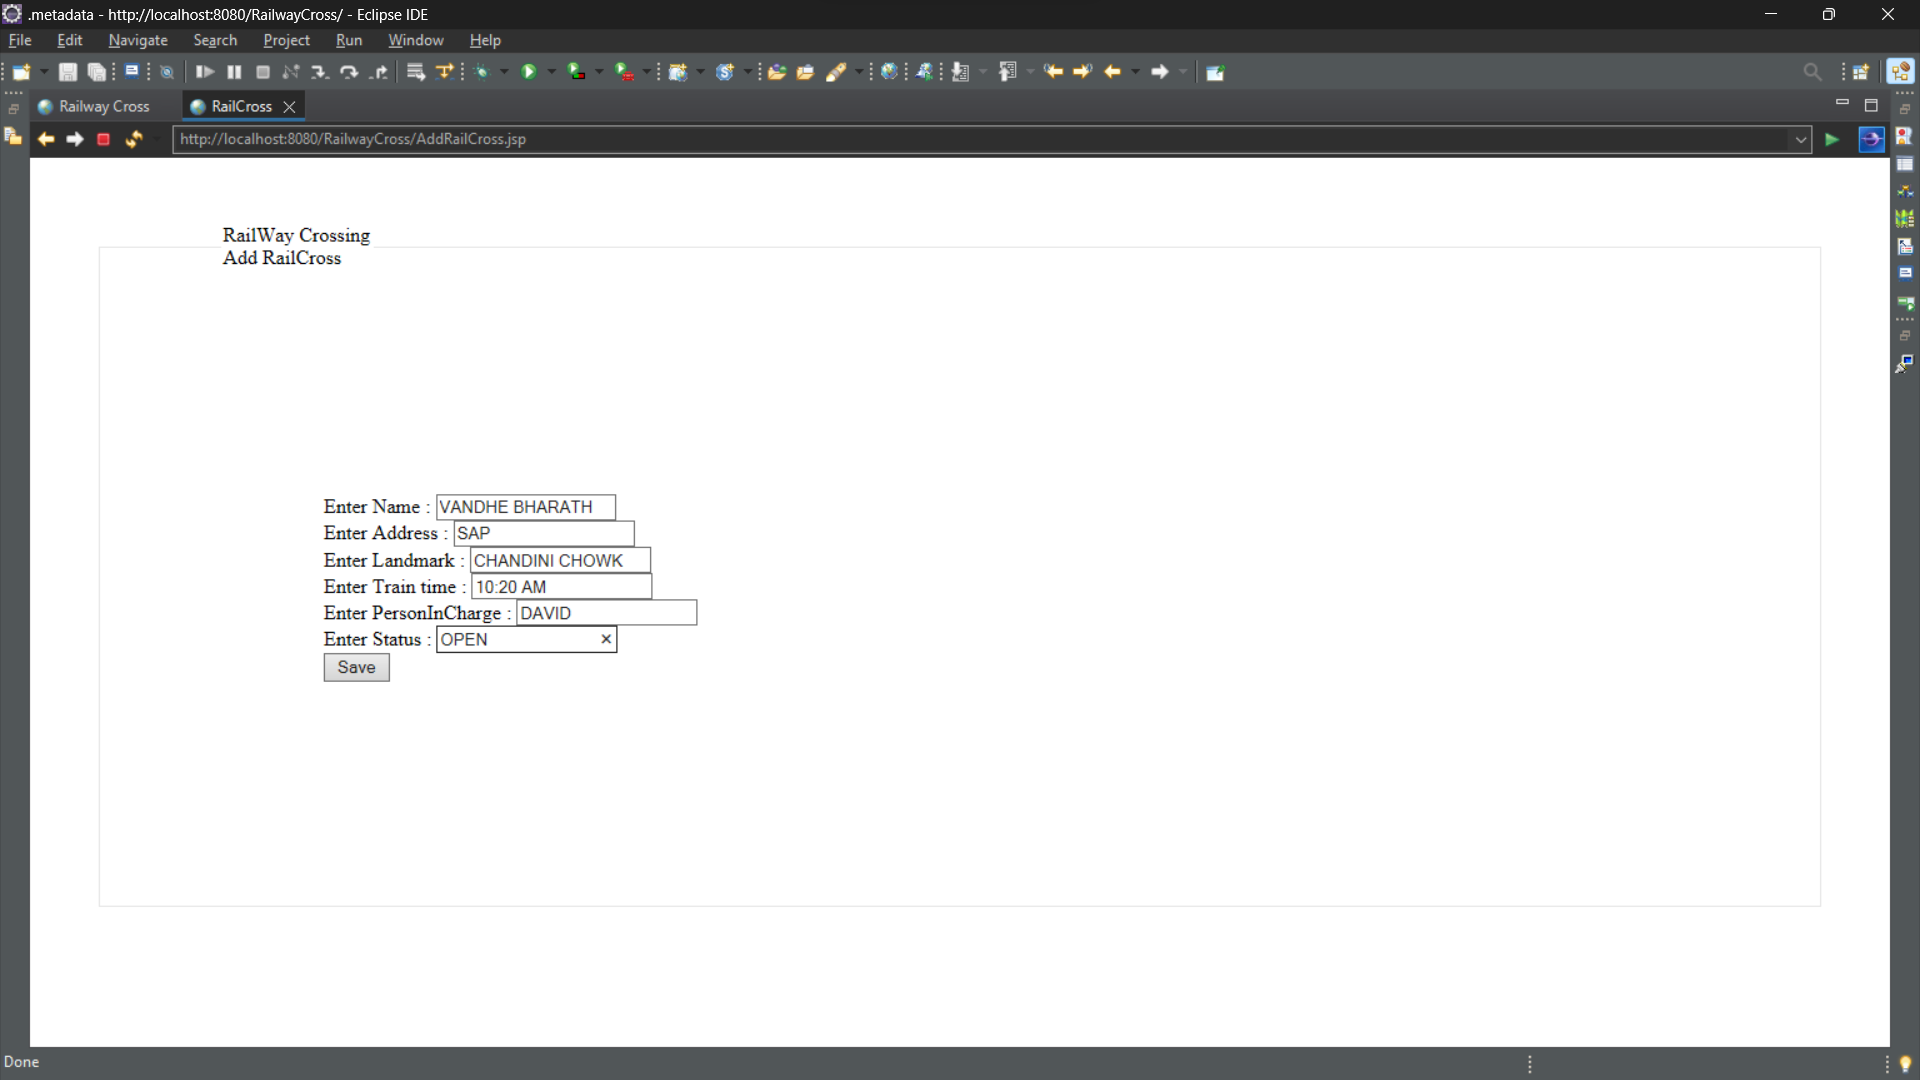 .metadata - http://localhost:8080/RailwayCross/ - Eclipse IDE
File Edit Navigate Search Project Run Window Help
Railway Cross RailCross
http://localhost:8080/RailwayCross/AddRailCross.jsp
RailWay Crossing
Add RailCross
Enter Name : VANDHE BHARATH
Enter Address : SAP
Enter Landmark : CHANDINI CHOWK
Enter Train time : 10:20 AM
Enter PersonInCharge : DAVID
Enter Status : OPEN
Save
Done